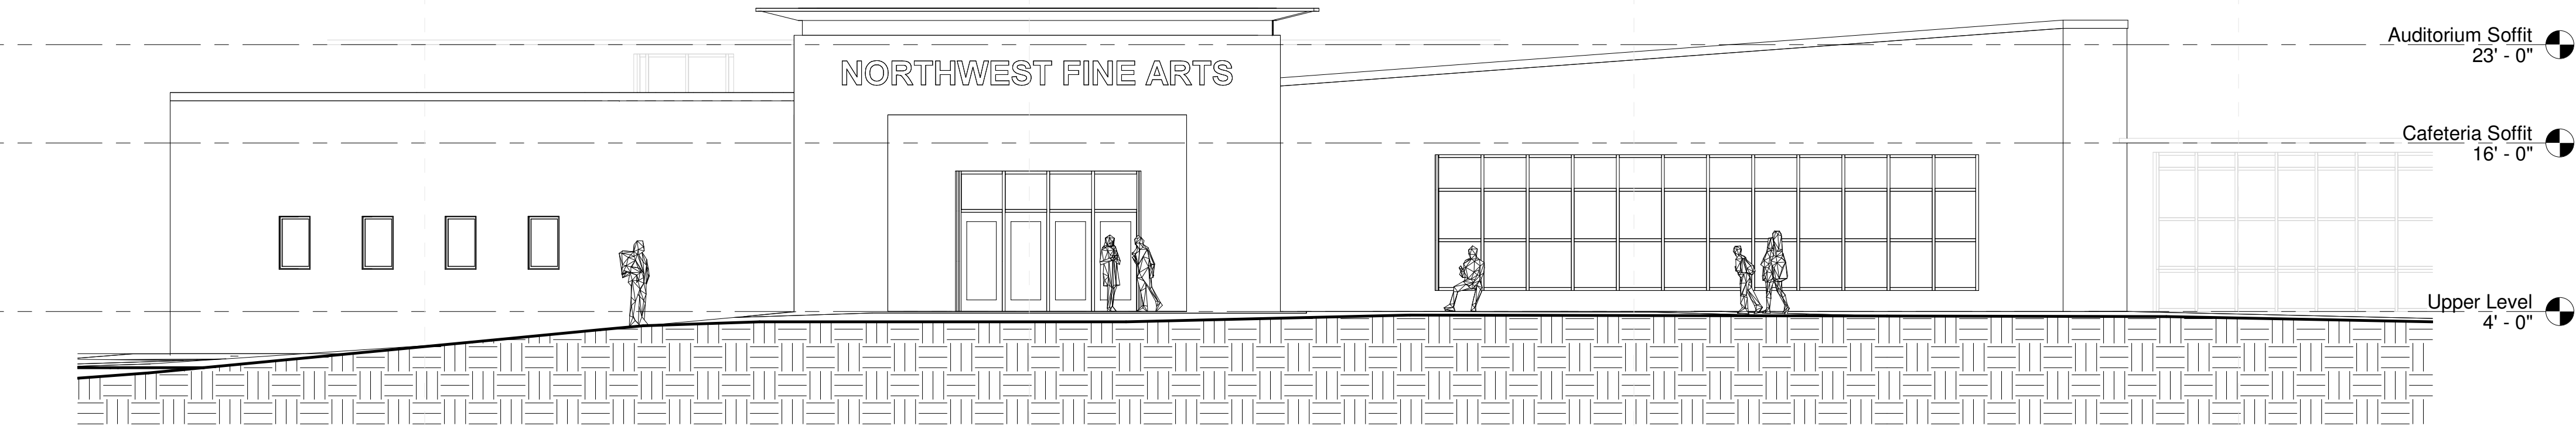 Auditorium Soffit
23' - 0"
NORTHWEST FINE ARTS
Cafeteria Soffit
16' - 0"
Upper Level
4' - 0"